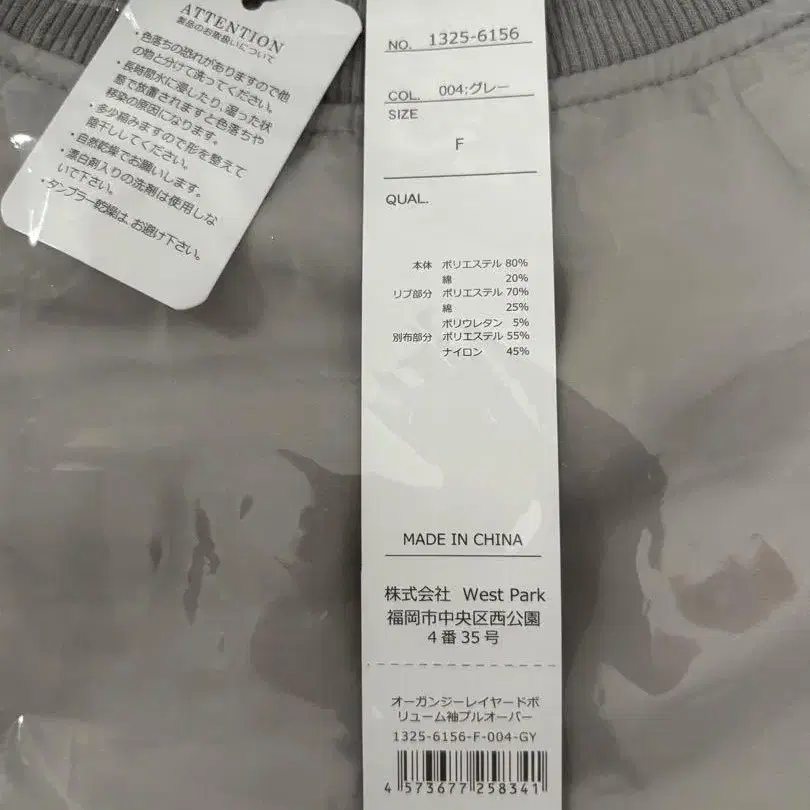 ATTENTION
製品のお取扱いについて
・色落ちの恐れがありますので他
の物と分けて洗ってください。
・長時間水に浸したり、湿った状
態で放置されますと色落ちや
移染の原因になります。
・多少縮みますので形を整えて
陰干ししてください。
・自然乾燥でお願いします。
・漂白剤入りの洗剤は使用しな
いで下さい。
・タンブラー乾燥は、お避け下さい。
NO. 1325-6156
COL. 004;グレー
SIZE
F
QUAL.
本体 ポリエステル 80%
綿 20%
リブ部分 ポリエステル 70%
綿 25%
ポリウレタン 5%
別布部分 ポリエステル 55%
ナイロン 45%
MADE IN CHINA
株式会社 West Park
福岡市中央区西公園
4番35号
オーガンジーレイヤードボ
リューム袖プルオーバー
1325-6156-F-004-GY
4 573677 258341